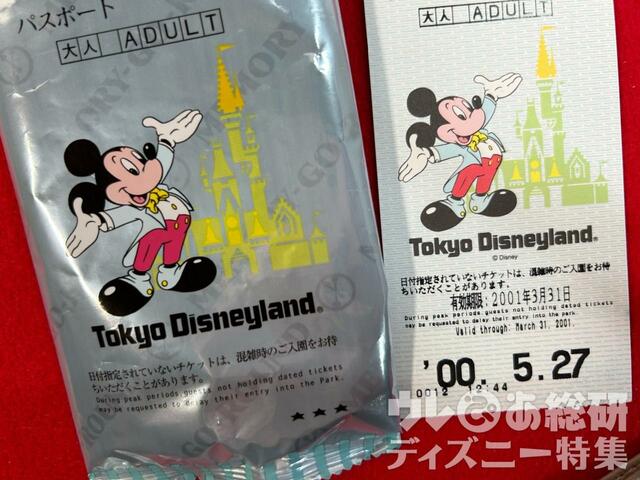 パスポート
大人 ADULT
Tokyo Disneyland®
日付指定されていないチケットは、混雑時のご入園をお待
ちいただくことがあります。
During peak periods, guests not holding dated tickets
may be requested to delay their entry into the Park.
★★★
大人 ADULT
Tokyo Disneyland®
© Disney
日付指定されていないチケットは、混雑時のご入園をお待
ちいただくことがあります。
有効期限:2001年3月31日
During peak periods, guests not holding dated tickets
may be requested to delay their entry into the park.
Valid through: March 31, 2001.
'00. 5.27
0012 12:44
ウレぴあ総研
ディズニー特集